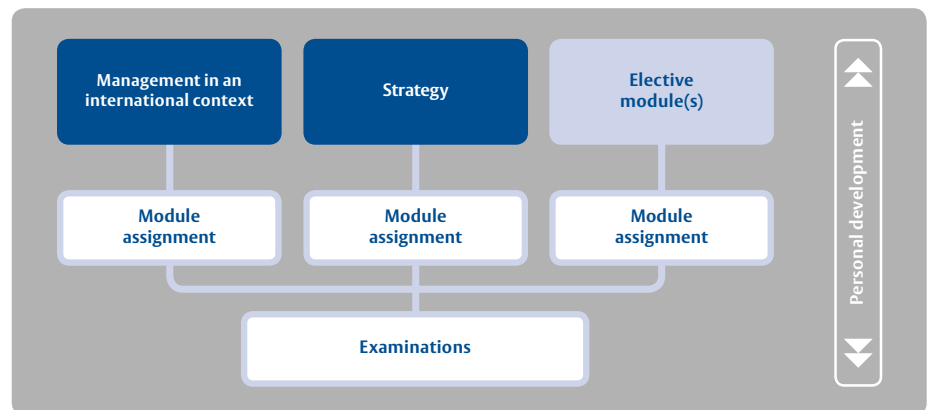 Management in an
international context
Strategy
Elective
module(s)
Module
assignment
Module
assignment
Module
assignment
Examinations
Personal development